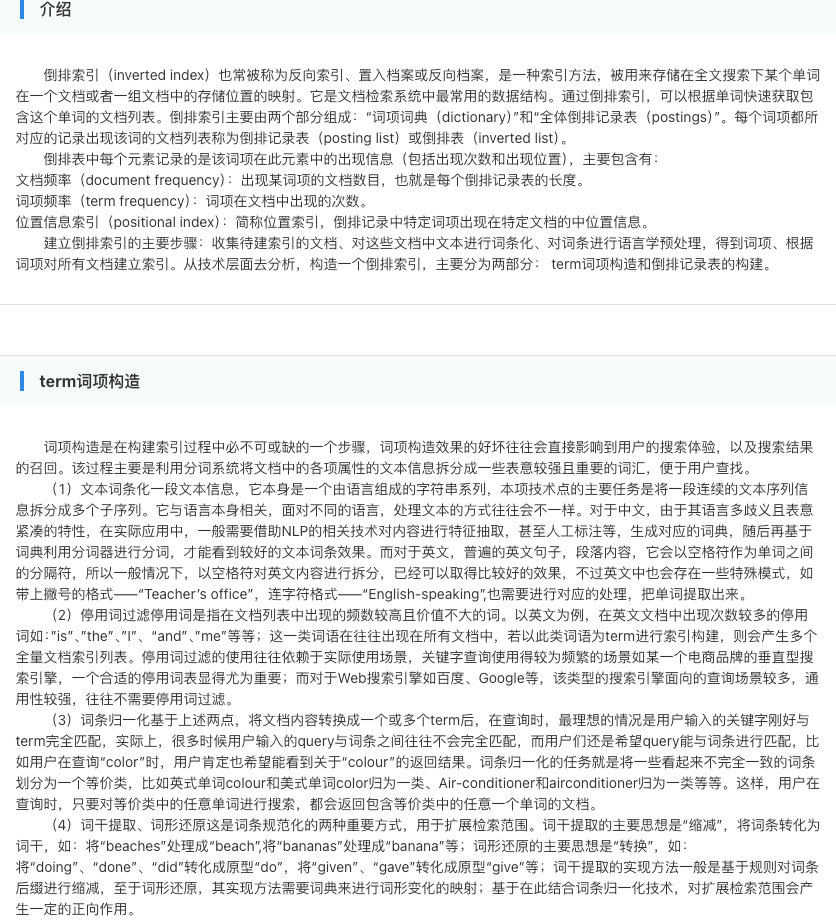 介绍
倒排索引（inverted index）也常被称为反向索引、置入档案或反向档案，是一种索引方法，被用来存储在全文搜索下某个单词
在一个文档或者一组文档中的存储位置的映射。它是文档检索系统中最常用的数据结构。通过倒排索引，可以根据单词快速获取包
含这个单词的文档列表。倒排索引主要由两个部分组成：“词项词典（dictionary）”和“全体倒排记录表（postings）”。每个词项都所
对应的记录出现该词的文档列表称为倒排记录表（posting list）或倒排表（inverted list）。
倒排表中每个元素记录的是该词项在此元素中的出现信息（包括出现次数和出现位置），主要包含有：
文档频率（document frequency）：出现某词项的文档数目，也就是每个倒排记录表的长度。
词项频率（term frequency）：词项在文档中出现的次数。
位置信息索引（positional index）：简称位置索引，倒排记录中特定词项出现在特定文档的中位置信息。
建立倒排索引的主要步骤：收集待建索引的文档、对这些文档中文本进行词条化、对词条进行语言学预处理，得到词项、根据
词项对所有文档建立索引。从技术层面去分析，构造一个倒排索引，主要分为两部分： term词项构造和倒排记录表的构建。
term词项构造
词项构造是在构建索引过程中必不可或缺的一个步骤，词项构造效果的好坏往往会直接影响到用户的搜索体验，以及搜索结果
的召回。该过程主要是利用分词系统将文档中的各项属性的文本信息拆分成一些表意较强且重要的词汇，便于用户查找。
（1）文本词条化一段文本信息，它本身是一个由语言组成的字符串系列，本项技术点的主要任务是将一段连续的文本序列信
息拆分成多个子序列。它与语言本身相关，面对不同的语言，处理文本的方式往往会不一样。对于中文，由于其语言多歧义且表意
紧凑的特性，在实际应用中，一般需要借助NLP的相关技术对内容进行特征抽取，甚至人工标注等，生成对应的词典，随后再基于
词典利用分词器进行分词，才能看到较好的文本词条效果。而对于英文，普遍的英文句子，段落内容，它会以空格符作为单词之间
的分隔符，所以一般情况下，以空格符对英文内容进行拆分，已经可以取得比较好的效果，不过英文中也会存在一些特殊模式，如
带上撇号的格式——“Teacher’s office”，连字符格式——“English-speaking”,也需要进行对应的处理，把单词提取出来。
（2）停用词过滤停用词是指在文档列表中出现的频数较高且价值不大的词。以英文为例，在英文文档中出现次数较多的停用
词如：”is”、”the”、”I”、“and”、”me”等等；这一类词语在往往出现在所有文档中，若以此类词语为term进行索引构建，则会产生多个
全量文档索引列表。停用词过滤的使用往往依赖于实际使用场景，关键字查询使用得较为频繁的场景如某一个电商品牌的垂直型搜
索引擎，一个合适的停用词表显得尤为重要；而对于Web搜索引擎如百度、Google等，该类型的搜索引擎面向的查询场景较多，通
用性较强，往往不需要停用词过滤。
（3）词条归一化基于上述两点，将文档内容转换成一个或多个term后，在查询时，最理想的情况是用户输入的关键字刚好与
term完全匹配，实际上，很多时候用户输入的query与词条之间往往不会完全匹配，而用户们还是希望query能与词条进行匹配，比
如用户在查询“color”时，用户肯定也希望能看到关于“colour”的返回结果。词条归一化的任务就是将一些看起来不完全一致的词条
划分为一个等价类，比如英式单词colour和美式单词color归为一类、Air-conditioner和airconditioner归为一类等等。这样，用户在
查询时，只要对等价类中的任意单词进行搜索，都会返回包含等价类中的任意一个单词的文档。
（4）词干提取、词形还原这是词条规范化的两种重要方式，用于扩展检索范围。词干提取的主要思想是“缩减”，将词条转化为
词干，如：将“beaches”处理成“beach”,将“bananas”处理成“banana”等；词形还原的主要思想是“转换”，如：
将“doing”、“done”、“did”转化成原型“do”，将“given”、“gave”转化成原型“give”等；词干提取的实现方法一般是基于规则对词条
后缀进行缩减，至于词形还原，其实现方法需要词典来进行词形变化的映射；基于在此结合词条归一化技术，对扩展检索范围会产
生一定的正向作用。